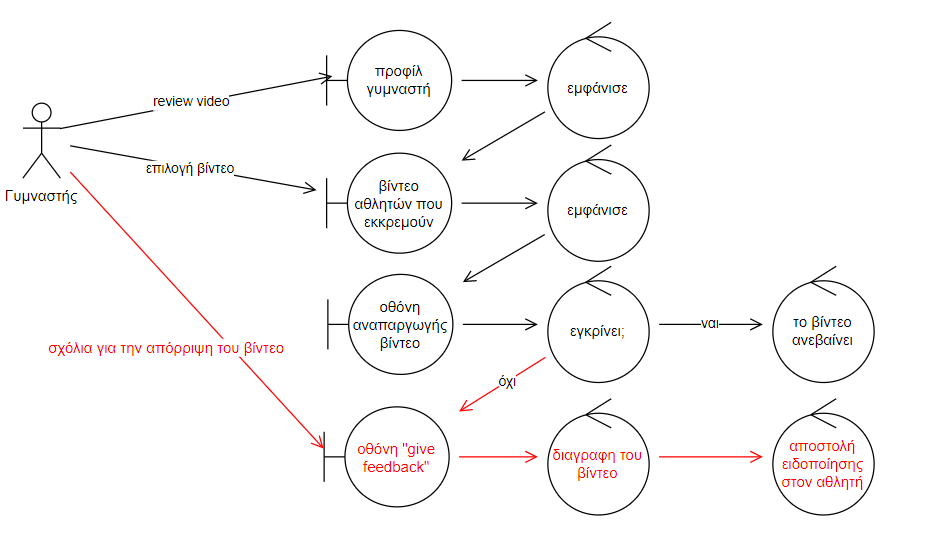 προφίλ
γυμναστή
εμφάνισε
review video
Γυμναστής
επιλογή βίντεο
βίντεο
αθλητών που
εκκρεμούν
εμφάνισε
οθόνη
αναπαργωγής
βίντεο
εγκρίνει;
ναι
το βίντεο
ανεβαίνει
σχόλια για την απόρριψη του βίντεο
όχι
οθόνη "give
feedback"
διαγραφη του
βίντεο
αποστολή
ειδοποίησης
στον αθλητή